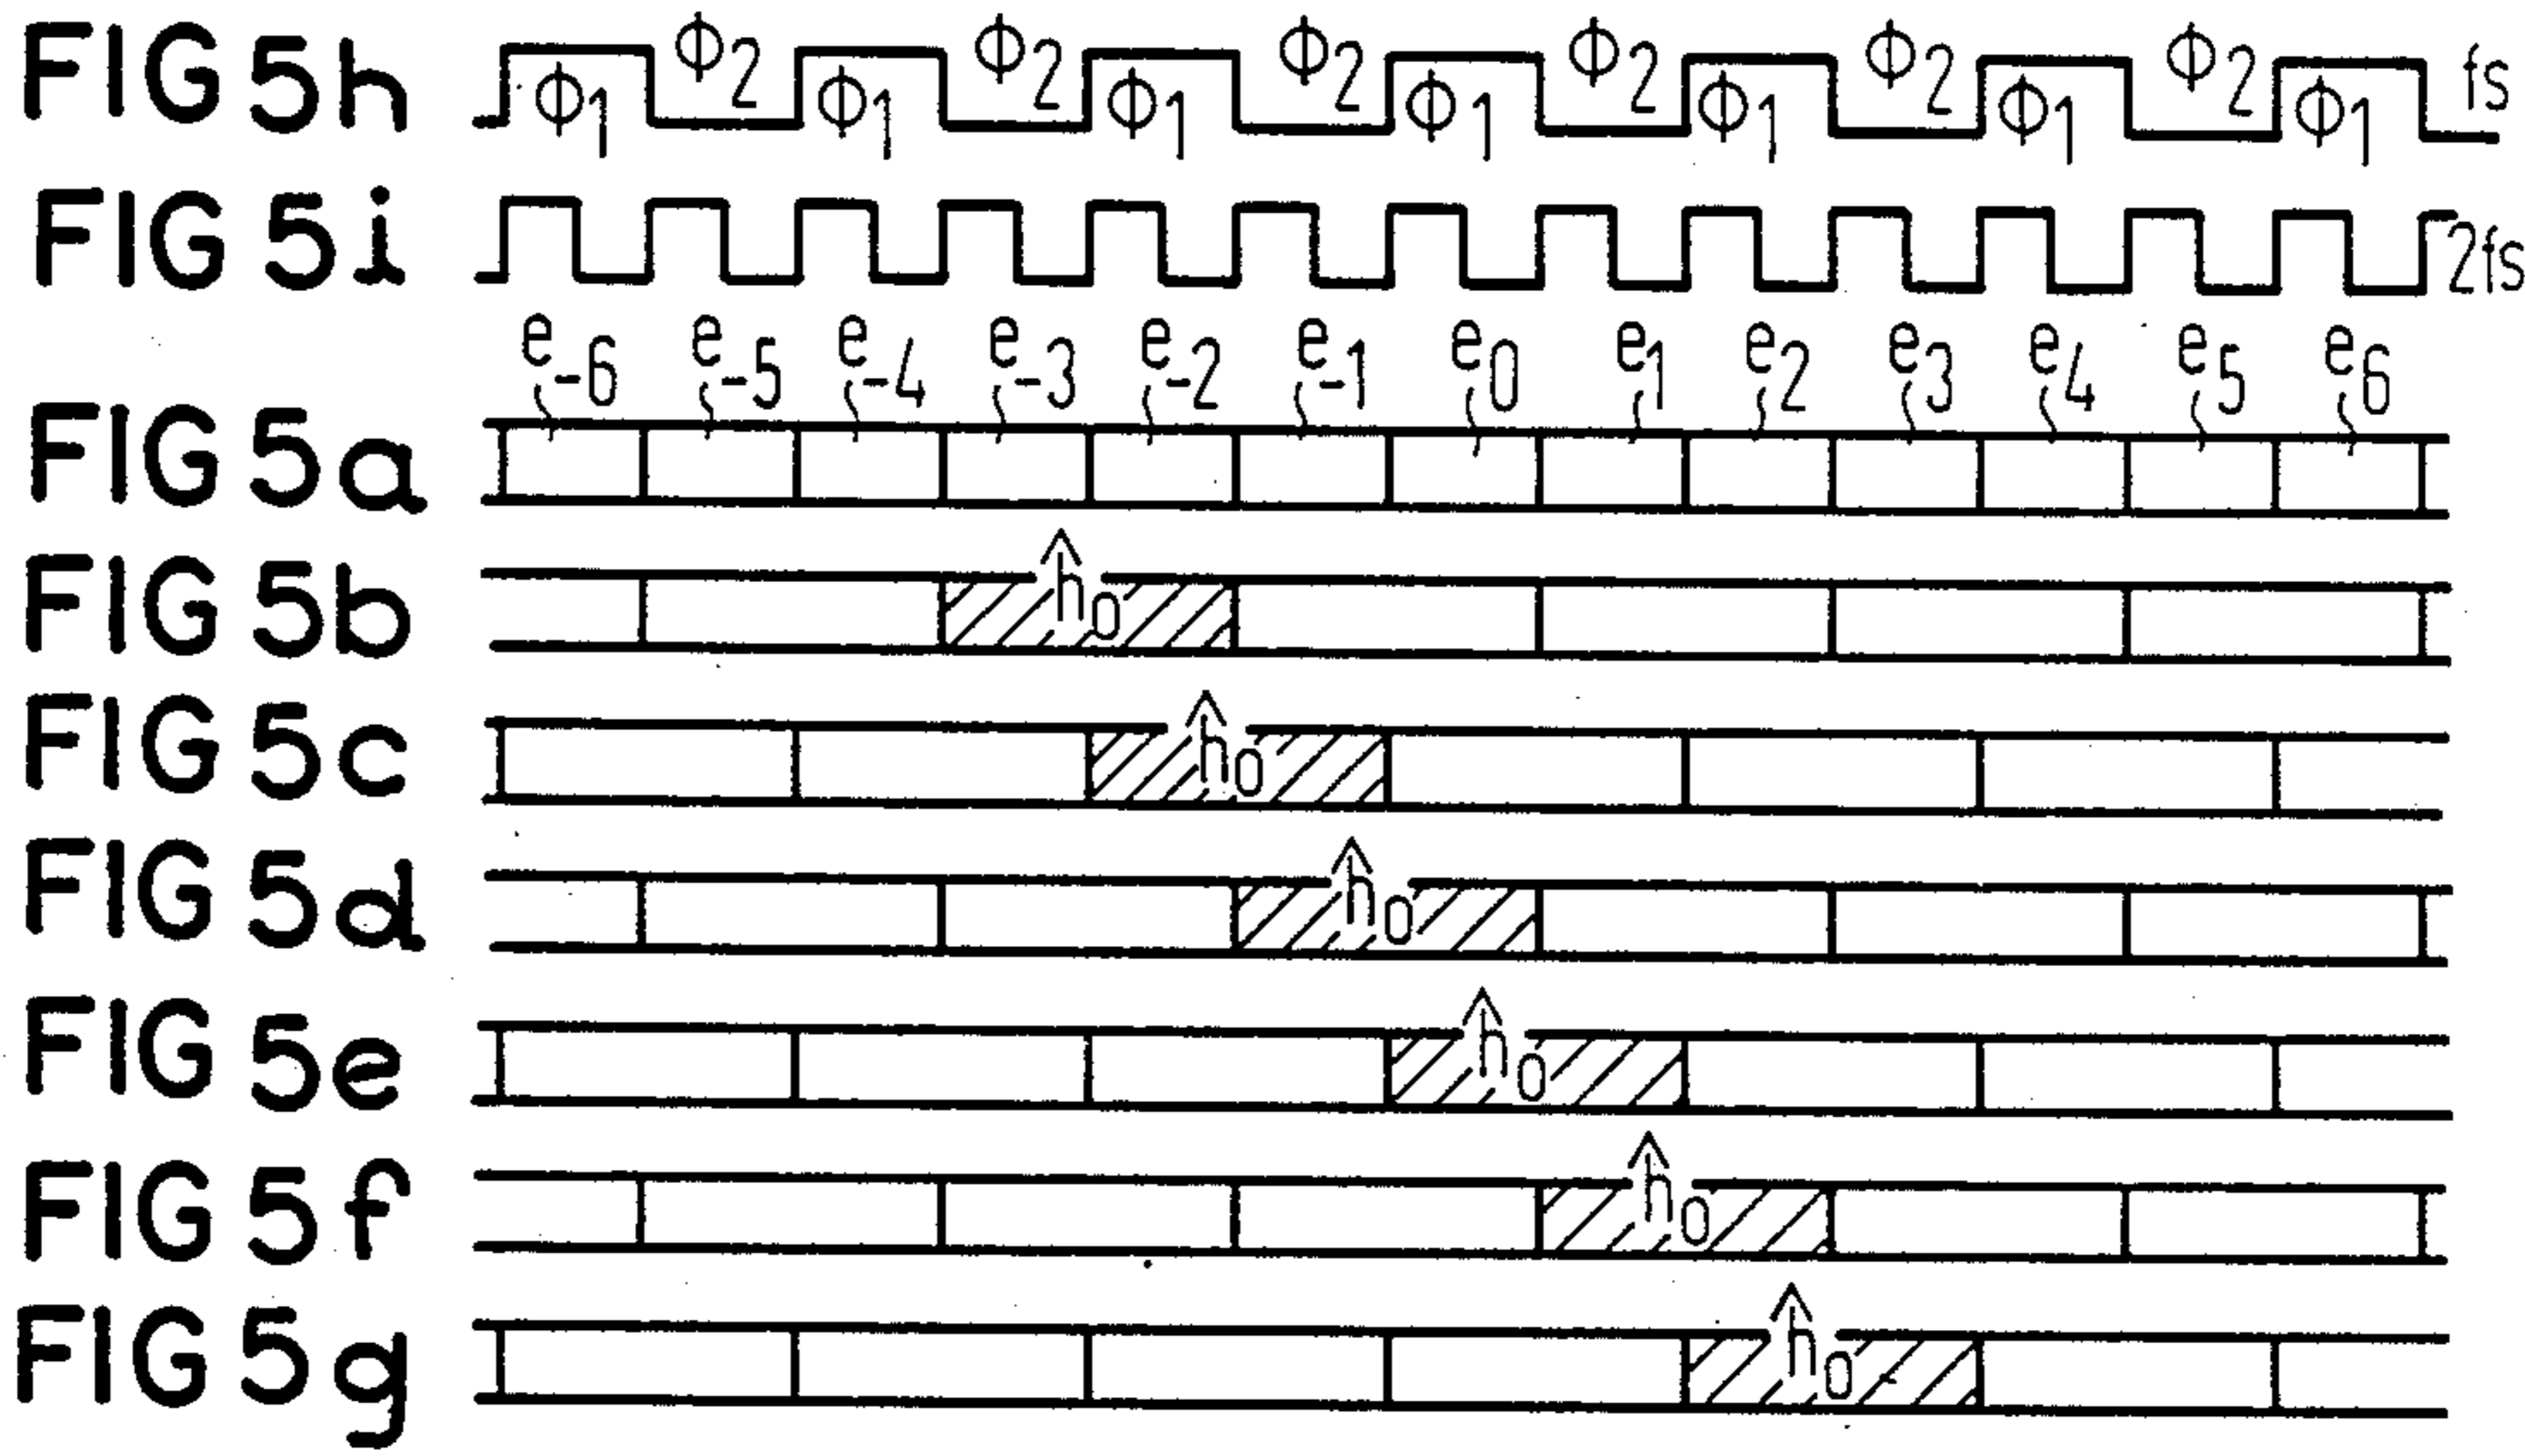 FIG 5h Φ1 Φ2 Φ1 Φ2 Φ1 Φ2 Φ1 Φ2 Φ1 Φ2 Φ1 Φ2 Φ1 fs
FIG 5i 2fs
e-6 e-5 e-4 e-3 e-2 e-1 e0 e1 e2 e3 e4 e5 e6
FIG 5a
FIG 5b ĥ0
FIG 5c ĥ0
FIG 5d ĥ0
FIG 5e ĥ0
FIG 5f ĥ0
FIG 5g ĥ0